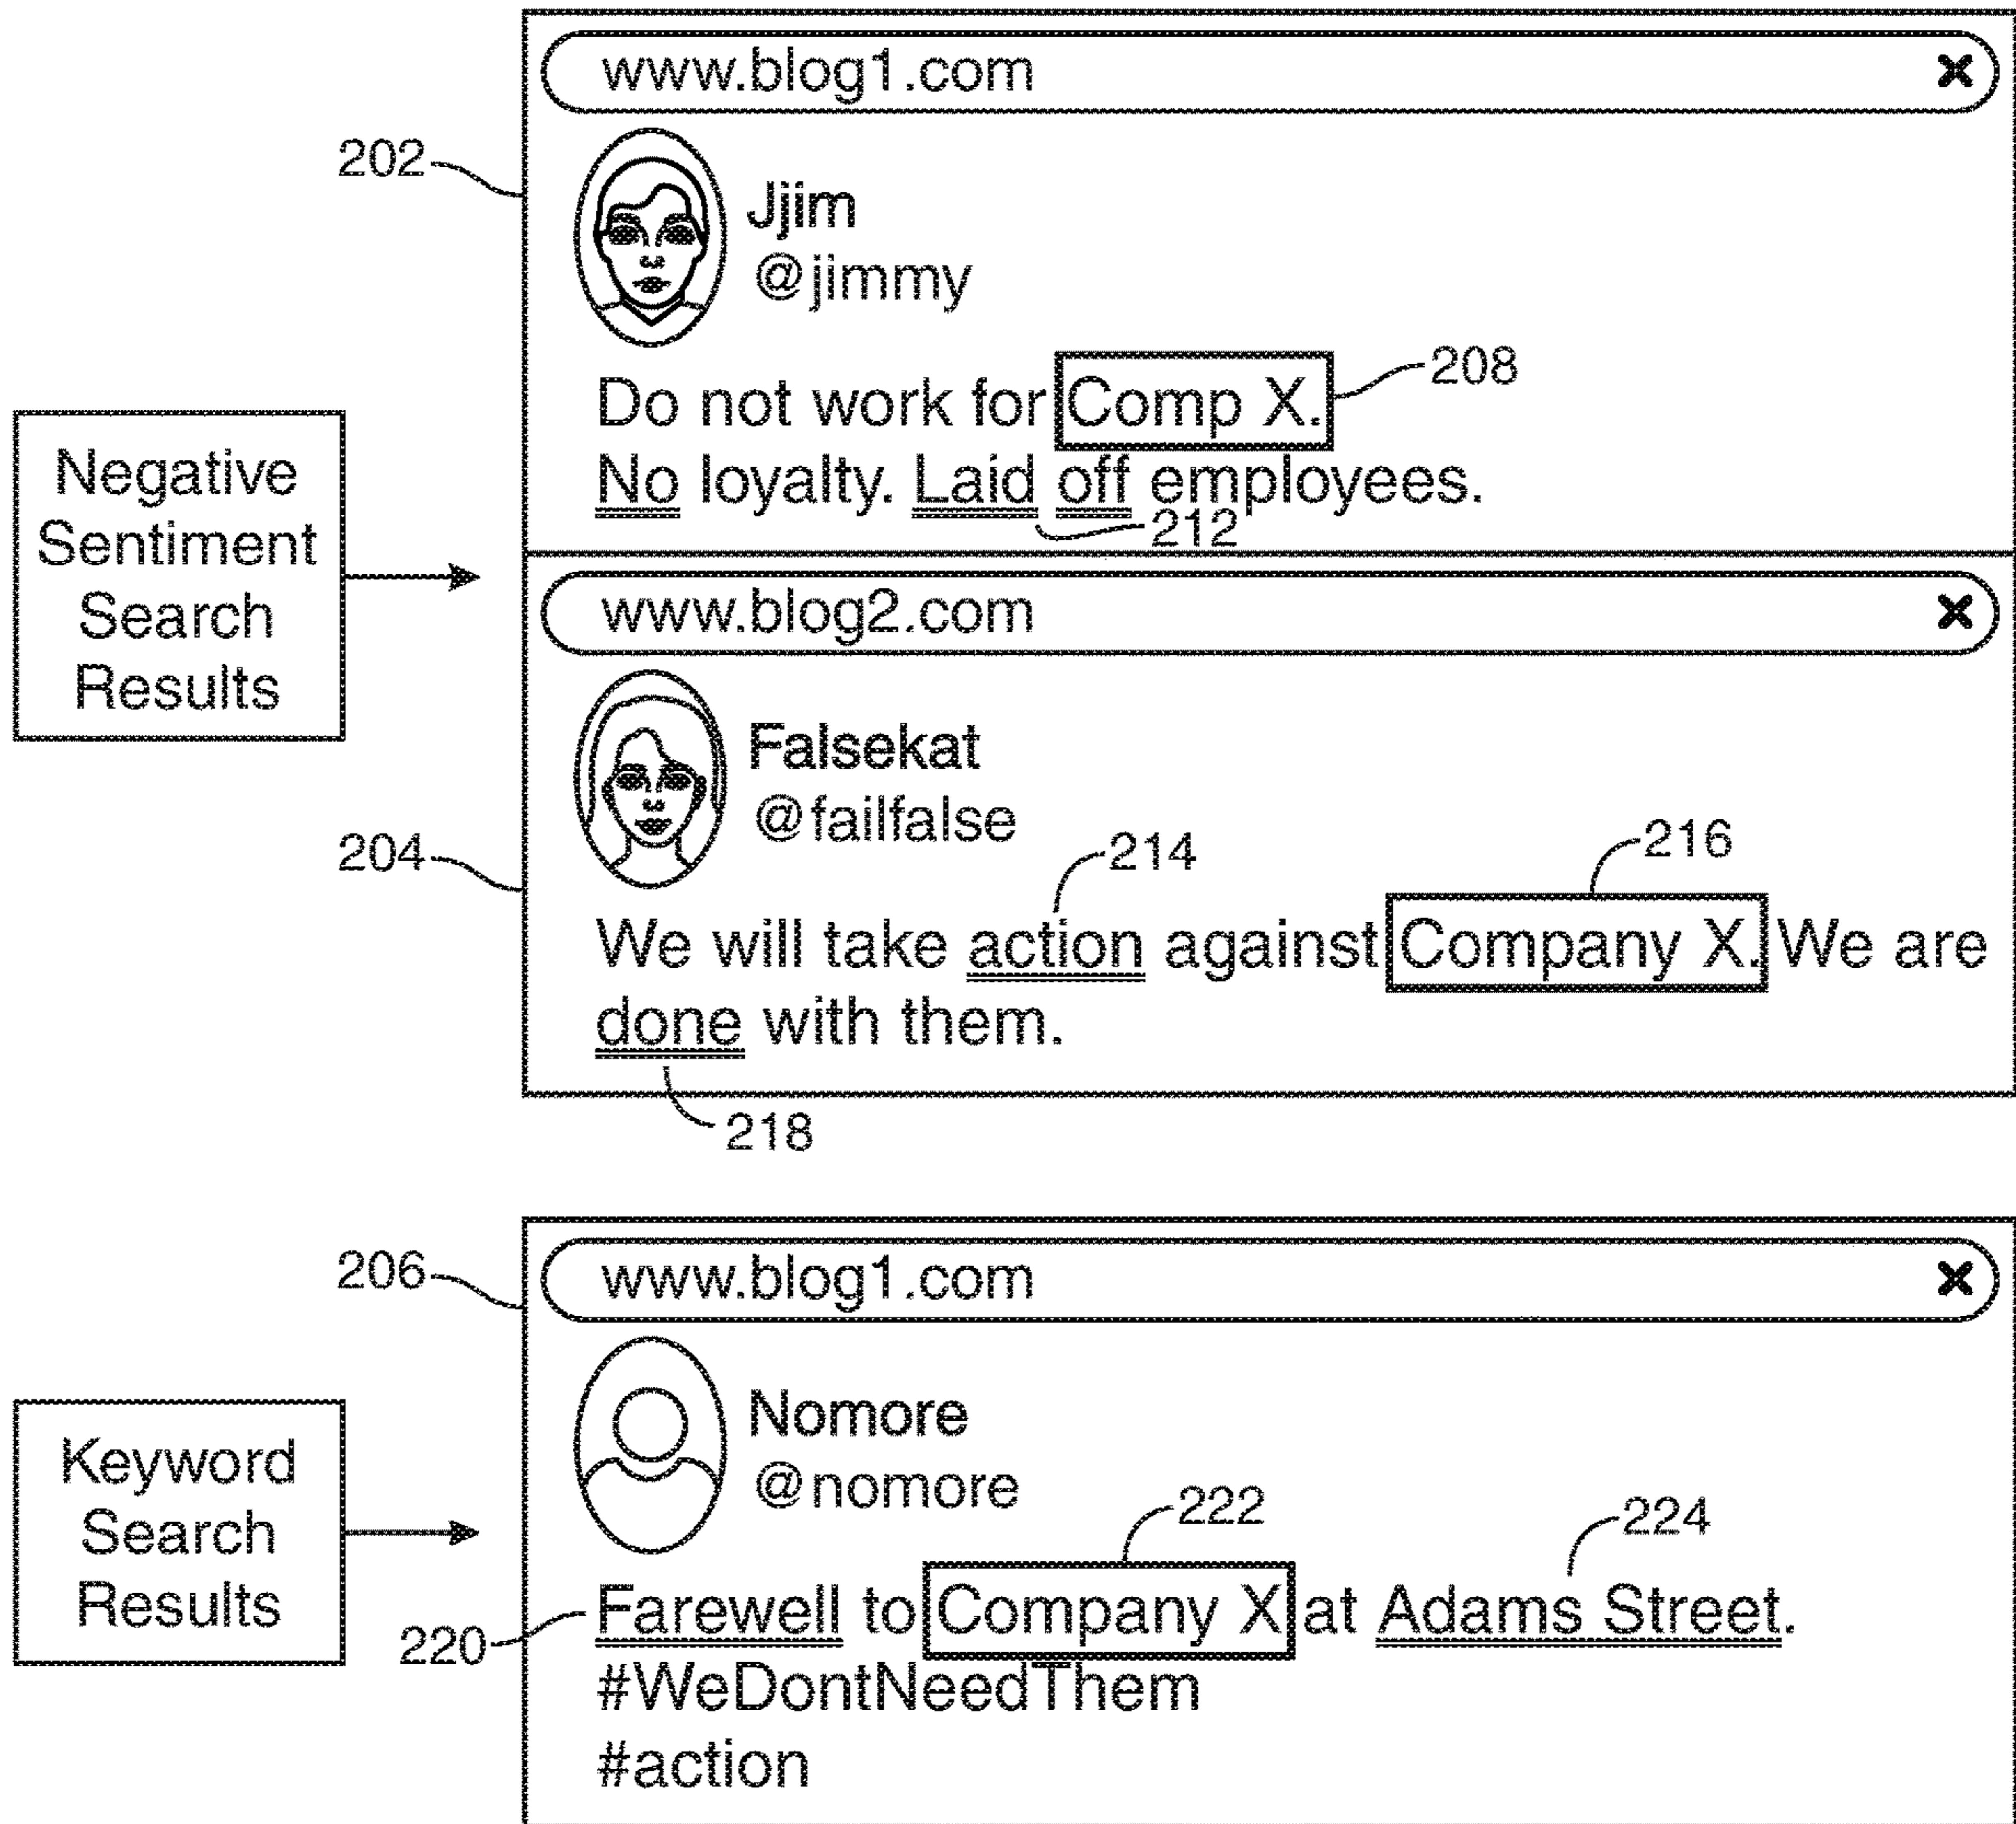 www.blog1.com
202
Jjim
@jimmy
208
Do not work for Comp X.
No loyalty. Laid off employees.
212
Negative
Sentiment
Search
Results
www.blog2.com
Falsekat
@failfalse
204
214
216
We will take action against Company X. We are
done with them.
218
206
www.blog1.com
Nomore
@nomore
Keyword
Search
Results
222
224
220
Farewell to Company X at Adams Street.
#WeDontNeedThem
#action